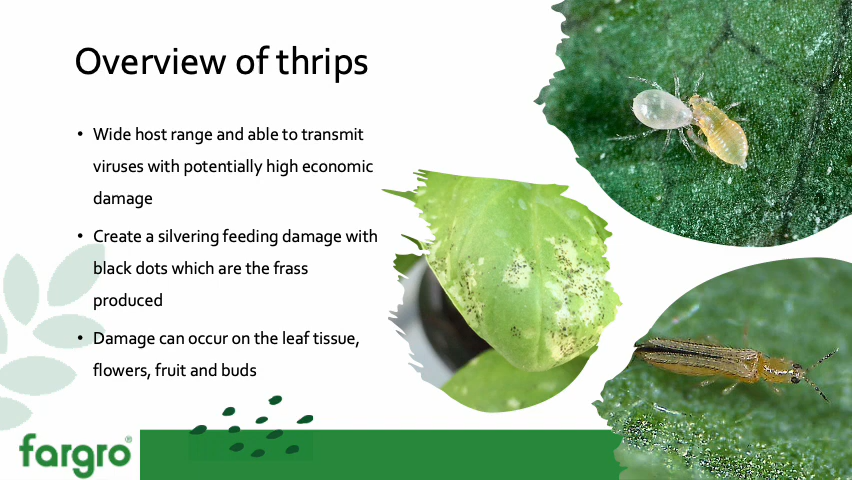 Overview of thrips
• Wide host range and able to transmit
viruses with potentially high economic
damage
• Create a silvering feeding damage with
black dots which are the frass
produced
• Damage can occur on the leaf tissue,
flowers, fruit and buds
fargro®